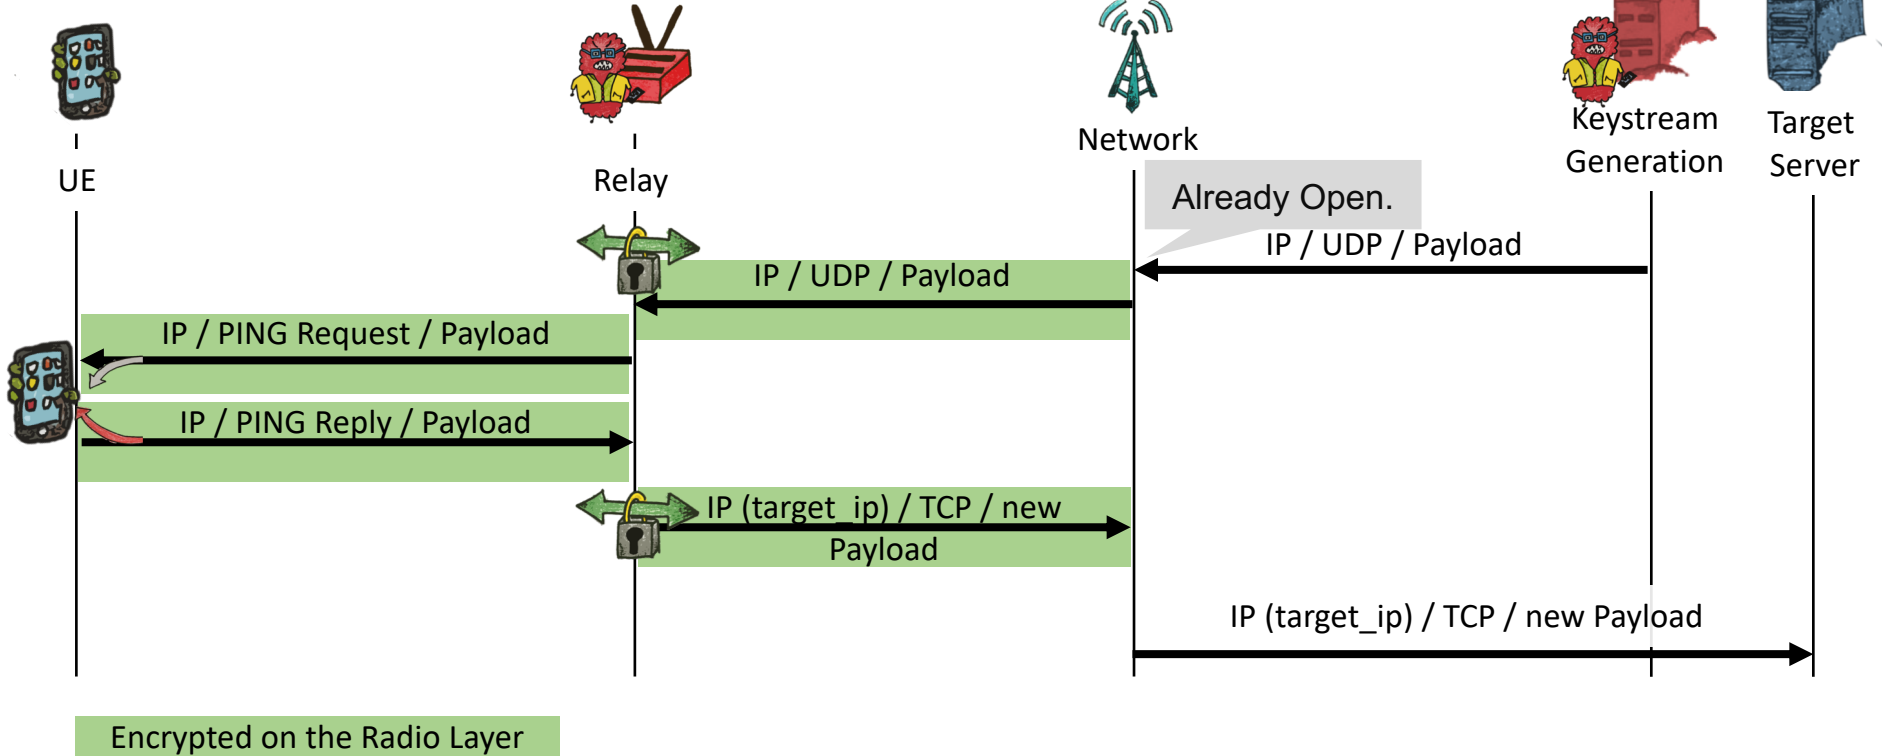 UE
Relay
Network
Keystream
Generation
Target
Server
Already Open.
IP / UDP / Payload
IP / UDP / Payload
IP / PING Request / Payload
IP / PING Reply / Payload
IP (target_ip) / TCP / new
Payload
IP (target_ip) / TCP / new Payload
Encrypted on the Radio Layer